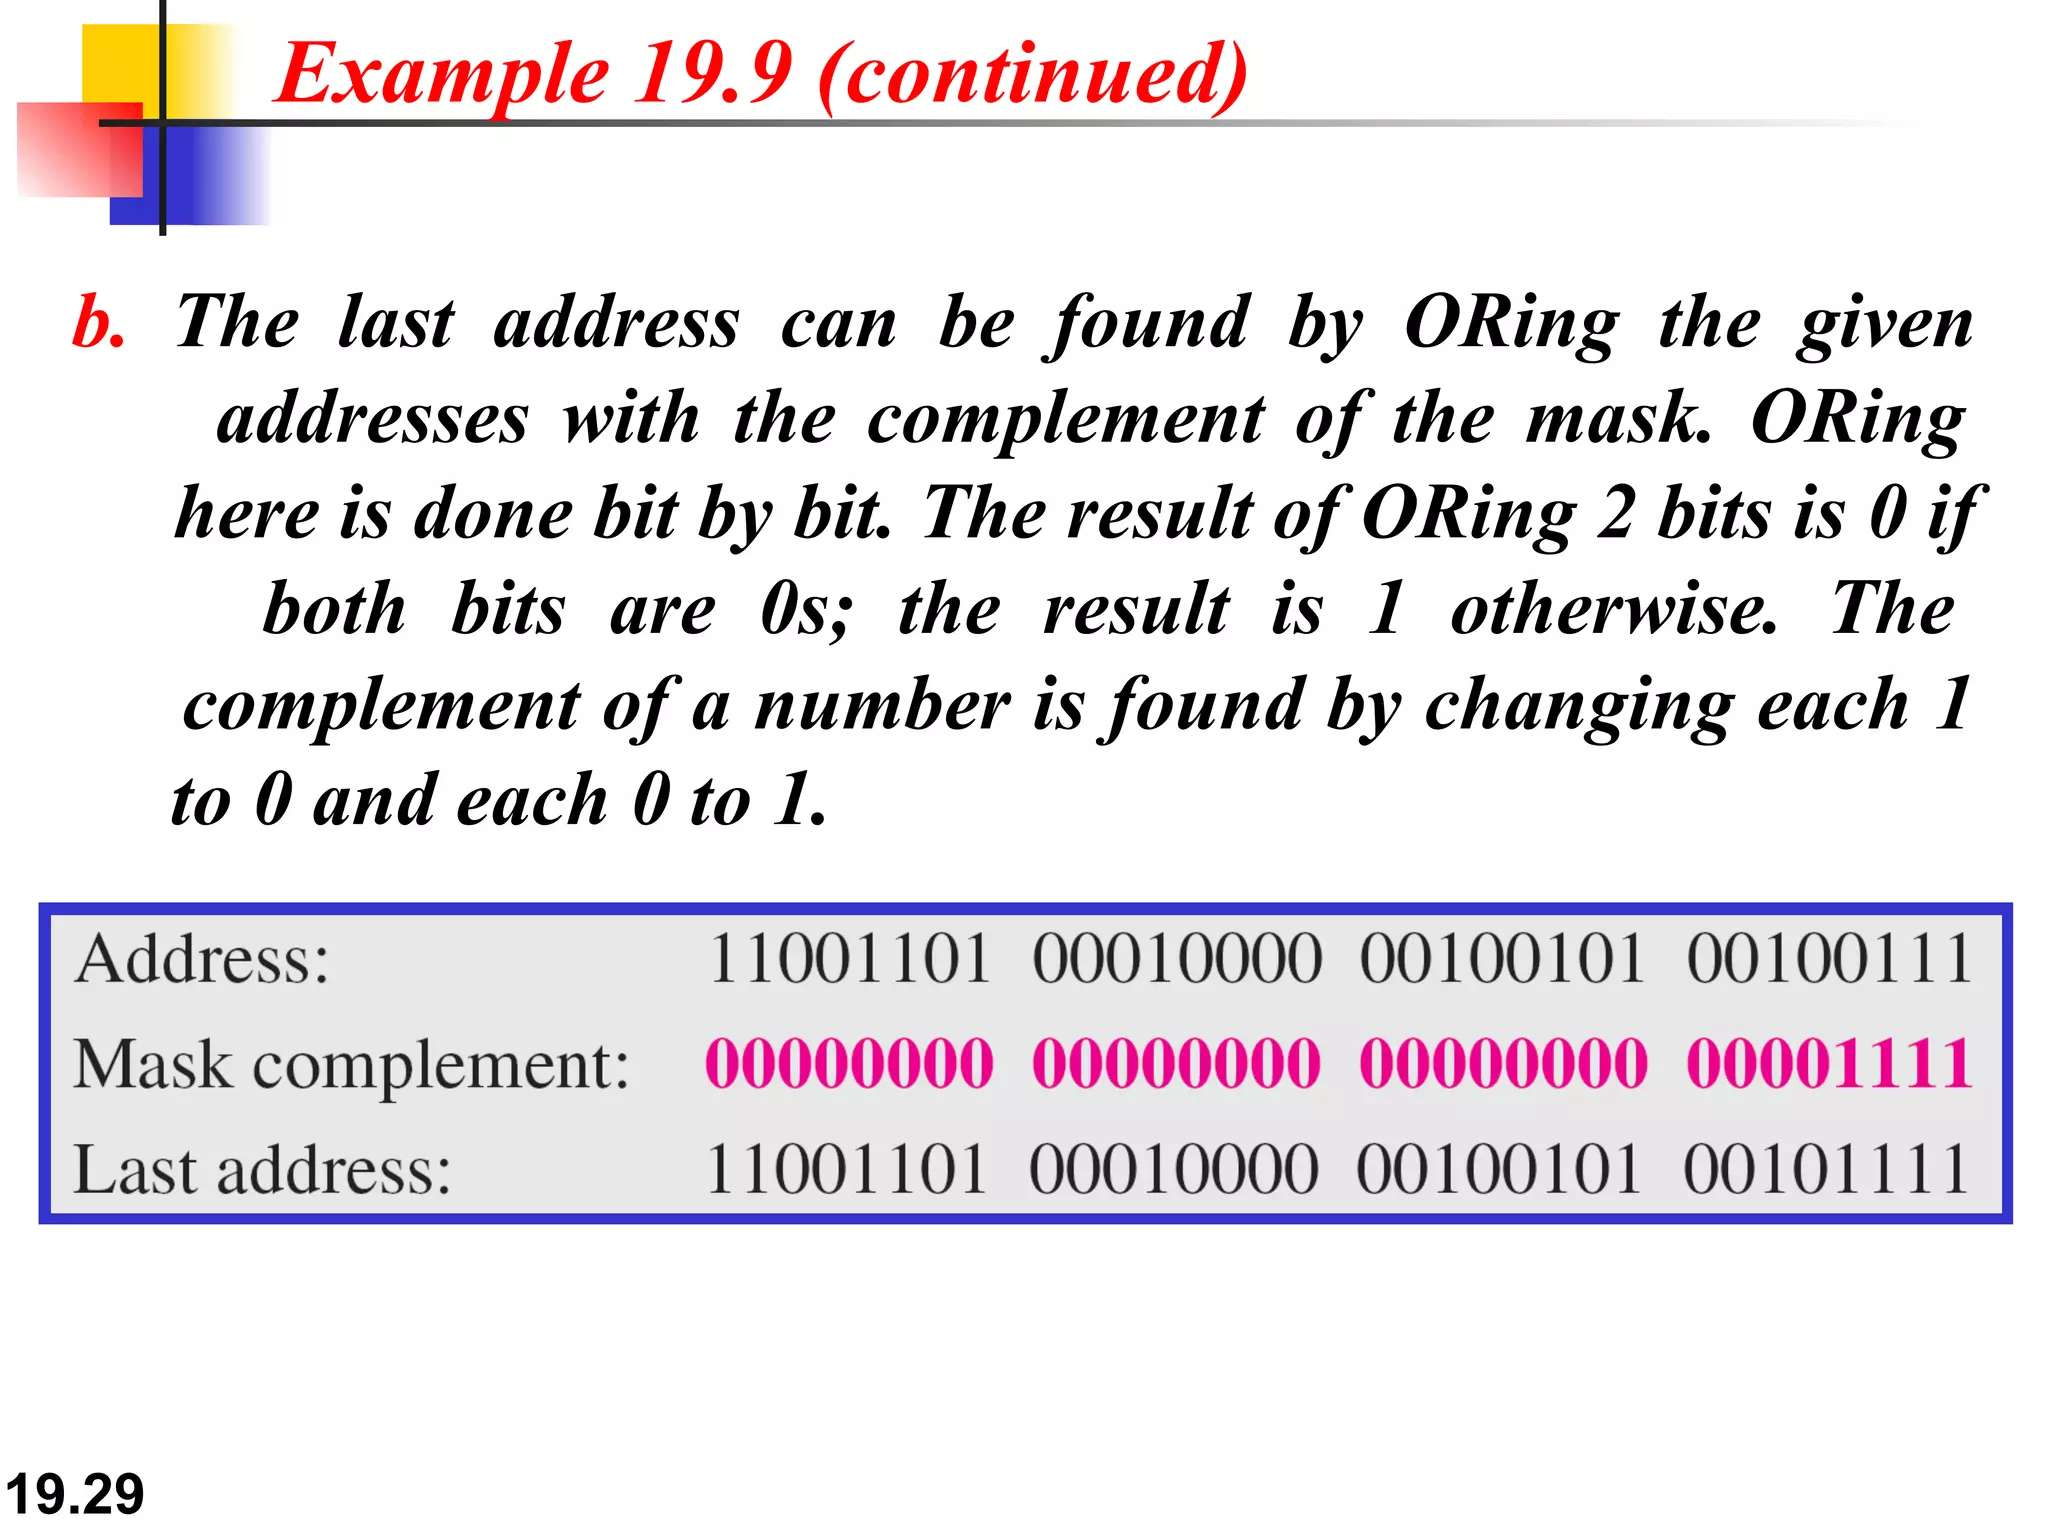 Example 19.9 (continued)
b. The last address can be found by ORing the given
addresses with the complement of the mask. ORing
here is done bit by bit. The result of ORing 2 bits is 0 if
both bits are 0s; the result is 1 otherwise. The
complement of a number is found by changing each 1
to 0 and each 0 to 1.
Address: 11001101 00010000 00100101 00100111
Mask complement: 00000000 00000000 00000000 00001111
Last address: 11001101 00010000 00100101 00101111
19.29